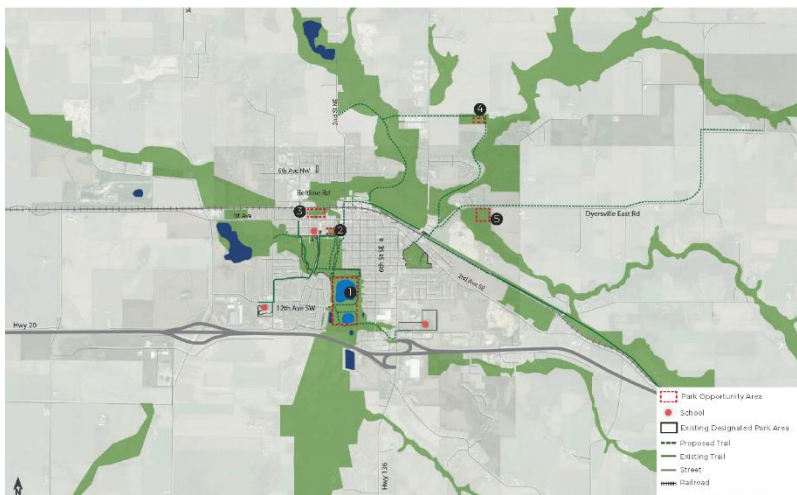 2nd St NE
4
6th Ave NW
Beltline Rd
1st Ave
3
2
5
Dyersville East Rd
6th St SE
2nd Ave SE
1
12th Ave SW
Hwy 20
Hwy 136
N
Park Opportunity Area
School
Existing Designated Park Area
Proposed Trail
Existing Trail
Street
Railroad